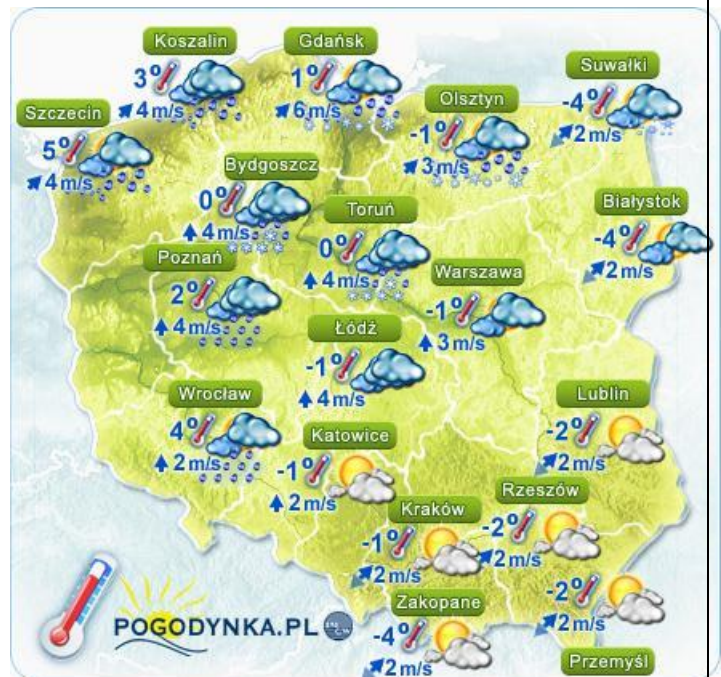 Koszalin
3°
4 m/s
Gdańsk
1°
6 m/s
Suwałki
-4°
2 m/s
Szczecin
5°
4 m/s
Olsztyn
-1°
3 m/s
Bydgoszcz
0°
4 m/s
Toruń
0°
4 m/s
Białystok
-4°
2 m/s
Poznań
2°
4 m/s
Warszawa
-1°
3 m/s
Łódź
-1°
4 m/s
Wrocław
4°
2 m/s
Katowice
-1°
2 m/s
Lublin
-2°
2 m/s
Kraków
-1°
2 m/s
Rzeszów
-2°
2 m/s
Zakopane
-4°
2 m/s
-2°
2 m/s
Przemyśl
POGODYNKA.PL